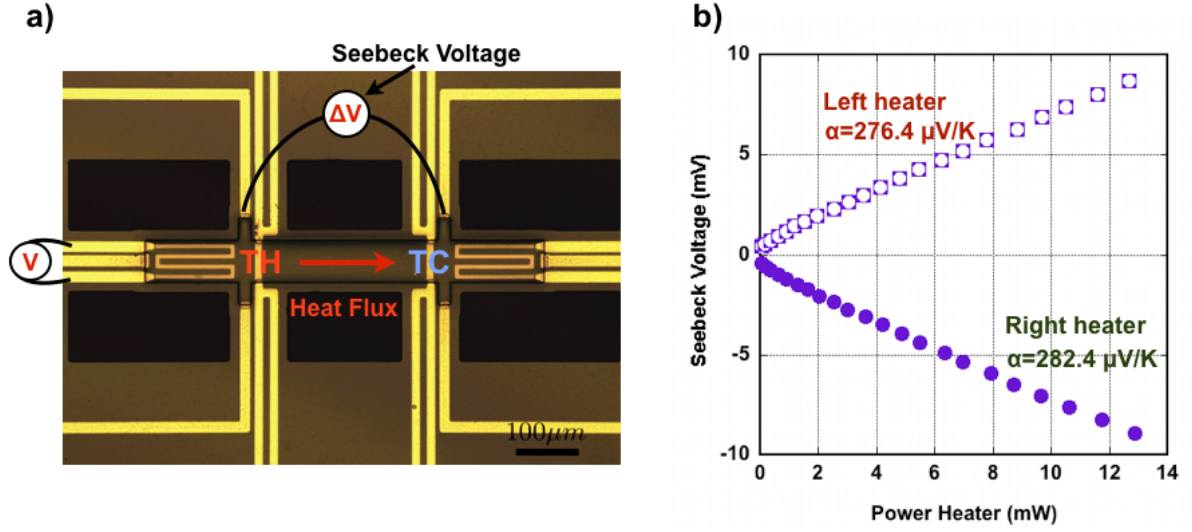 a)
Seebeck Voltage
ΔV
V
TH
TC
Heat Flux
100μm
b)
10
5
0
-5
-10
Seebeck Voltage (mV)
Left heater
α=276.4 μV/K
Right heater
α=282.4 μV/K
0 2 4 6 8 10 12 14
Power Heater (mW)